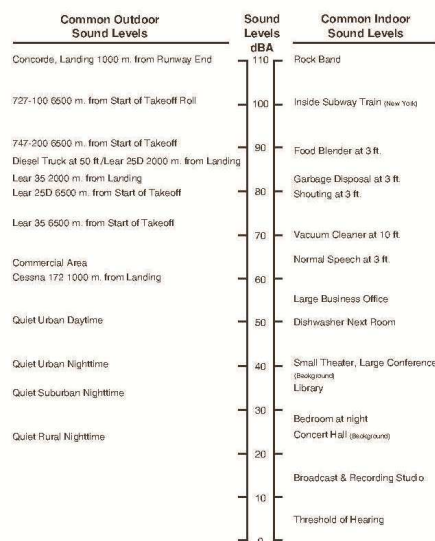 Common Outdoor
Sound Levels
Sound
Levels
dBA
Common Indoor
Sound Levels
Concorde, Landing 1000 m. from Runway End
110
Rock Band
727-100 6500 m. from Start of Takeoff Roll
100
Inside Subway Train (New York)
747-200 6500 m. from Start of Takeoff
90
Food Blender at 3 ft.
Diesel Truck at 50 ft./Lear 25D 2000 m. from Landing
Lear 35 2000 m. from Landing
Garbage Disposal at 3 ft.
Lear 25D 6500 m. from Start of Takeoff
80
Shouting at 3 ft.
Lear 35 6500 m. from Start of Takeoff
70
Vacuum Cleaner at 10 ft.
Commercial Area
Normal Speech at 3 ft.
Cessna 172 1000 m. from Landing
60
Large Business Office
Quiet Urban Daytime
50
Dishwasher Next Room
Quiet Urban Nighttime
40
Small Theater, Large Conference
(Background)
Library
Quiet Suburban Nighttime
30
Bedroom at night
Quiet Rural Nighttime
Concert Hall (Background)
20
Broadcast & Recording Studio
10
Threshold of Hearing
0